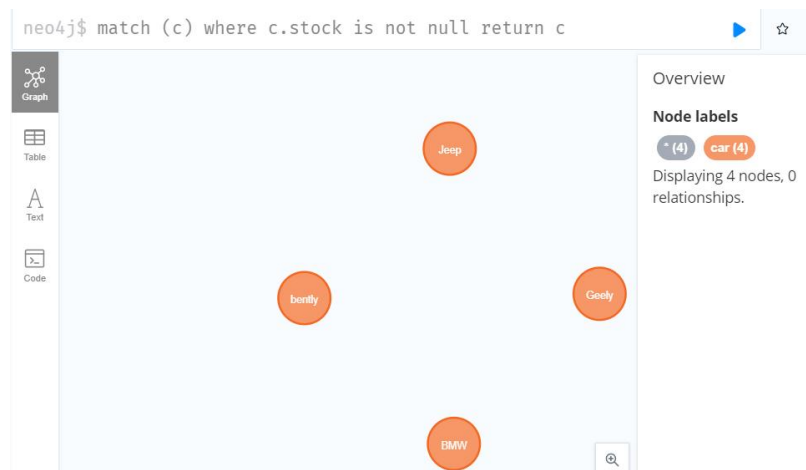 neo4j$ match (c) where c.stock is not null return c
Graph
Table
A
Text
Code
Jeep
bently
Geely
BMW
Overview
Node labels
* (4) car (4)
Displaying 4 nodes, 0
relationships.